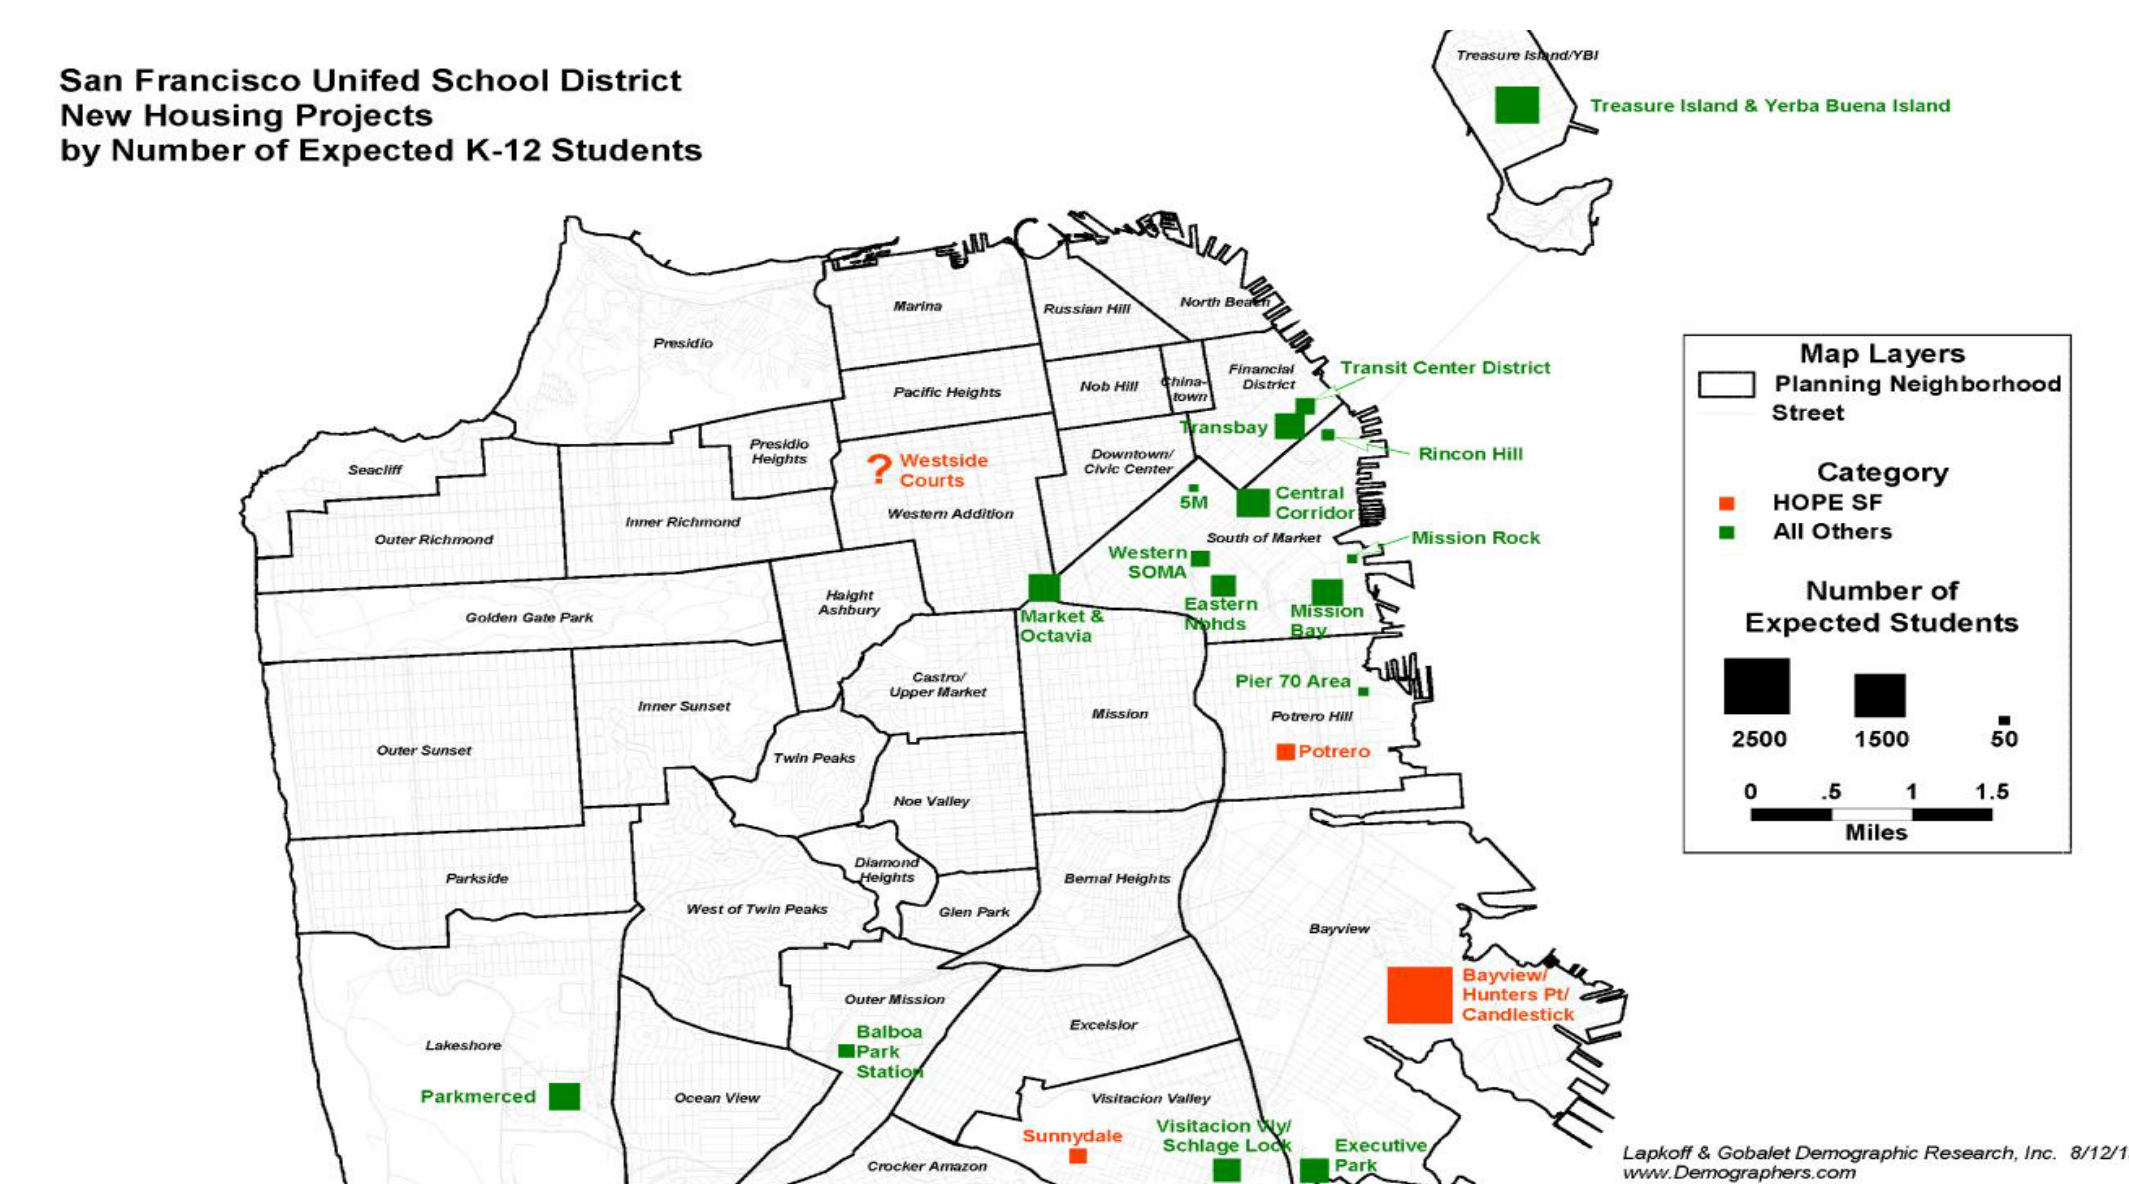 San Francisco Unifed School District
New Housing Projects
by Number of Expected K-12 Students
Treasure Island/YBI
Treasure Island & Yerba Buena Island
Marina
Russian Hill
North Beach
Presidio
Financial
District
Transit Center District
Pacific Heights
Nob Hill
China-
town
Transbay
Rincon Hill
Presidio
Heights
Seacliff
?
Westside
Courts
Downtown/
Civic Center
5M
Central
Corridor
Outer Richmond
Inner Richmond
Western Addition
South of Market
Mission Rock
Western
SOMA
Haight
Ashbury
Golden Gate Park
Market &
Octavia
Eastern
Nbhds
Mission
Bay
Castro/
Upper Market
Pier 70 Area
Inner Sunset
Mission
Potrero Hill
Outer Sunset
Twin Peaks
Potrero
Noe Valley
Diamond
Heights
Parkside
Bernal Heights
West of Twin Peaks
Glen Park
Bayview
Bayview/
Hunters Pt/
Candlestick
Outer Mission
Excelsior
Balboa
Park
Station
Lakeshore
Parkmerced
Ocean View
Visitacion Valley
Sunnydale
Visitacion Vly/
Schlage Lock
Executive
Park
Crocker Amazon
Map Layers
Planning Neighborhood
Street
Category
HOPE SF
All Others
Number of
Expected Students
2500 1500 50
0 .5 1 1.5
Miles
Lapkoff & Gobalet Demographic Research, Inc. 8/12/1
www.Demographers.com